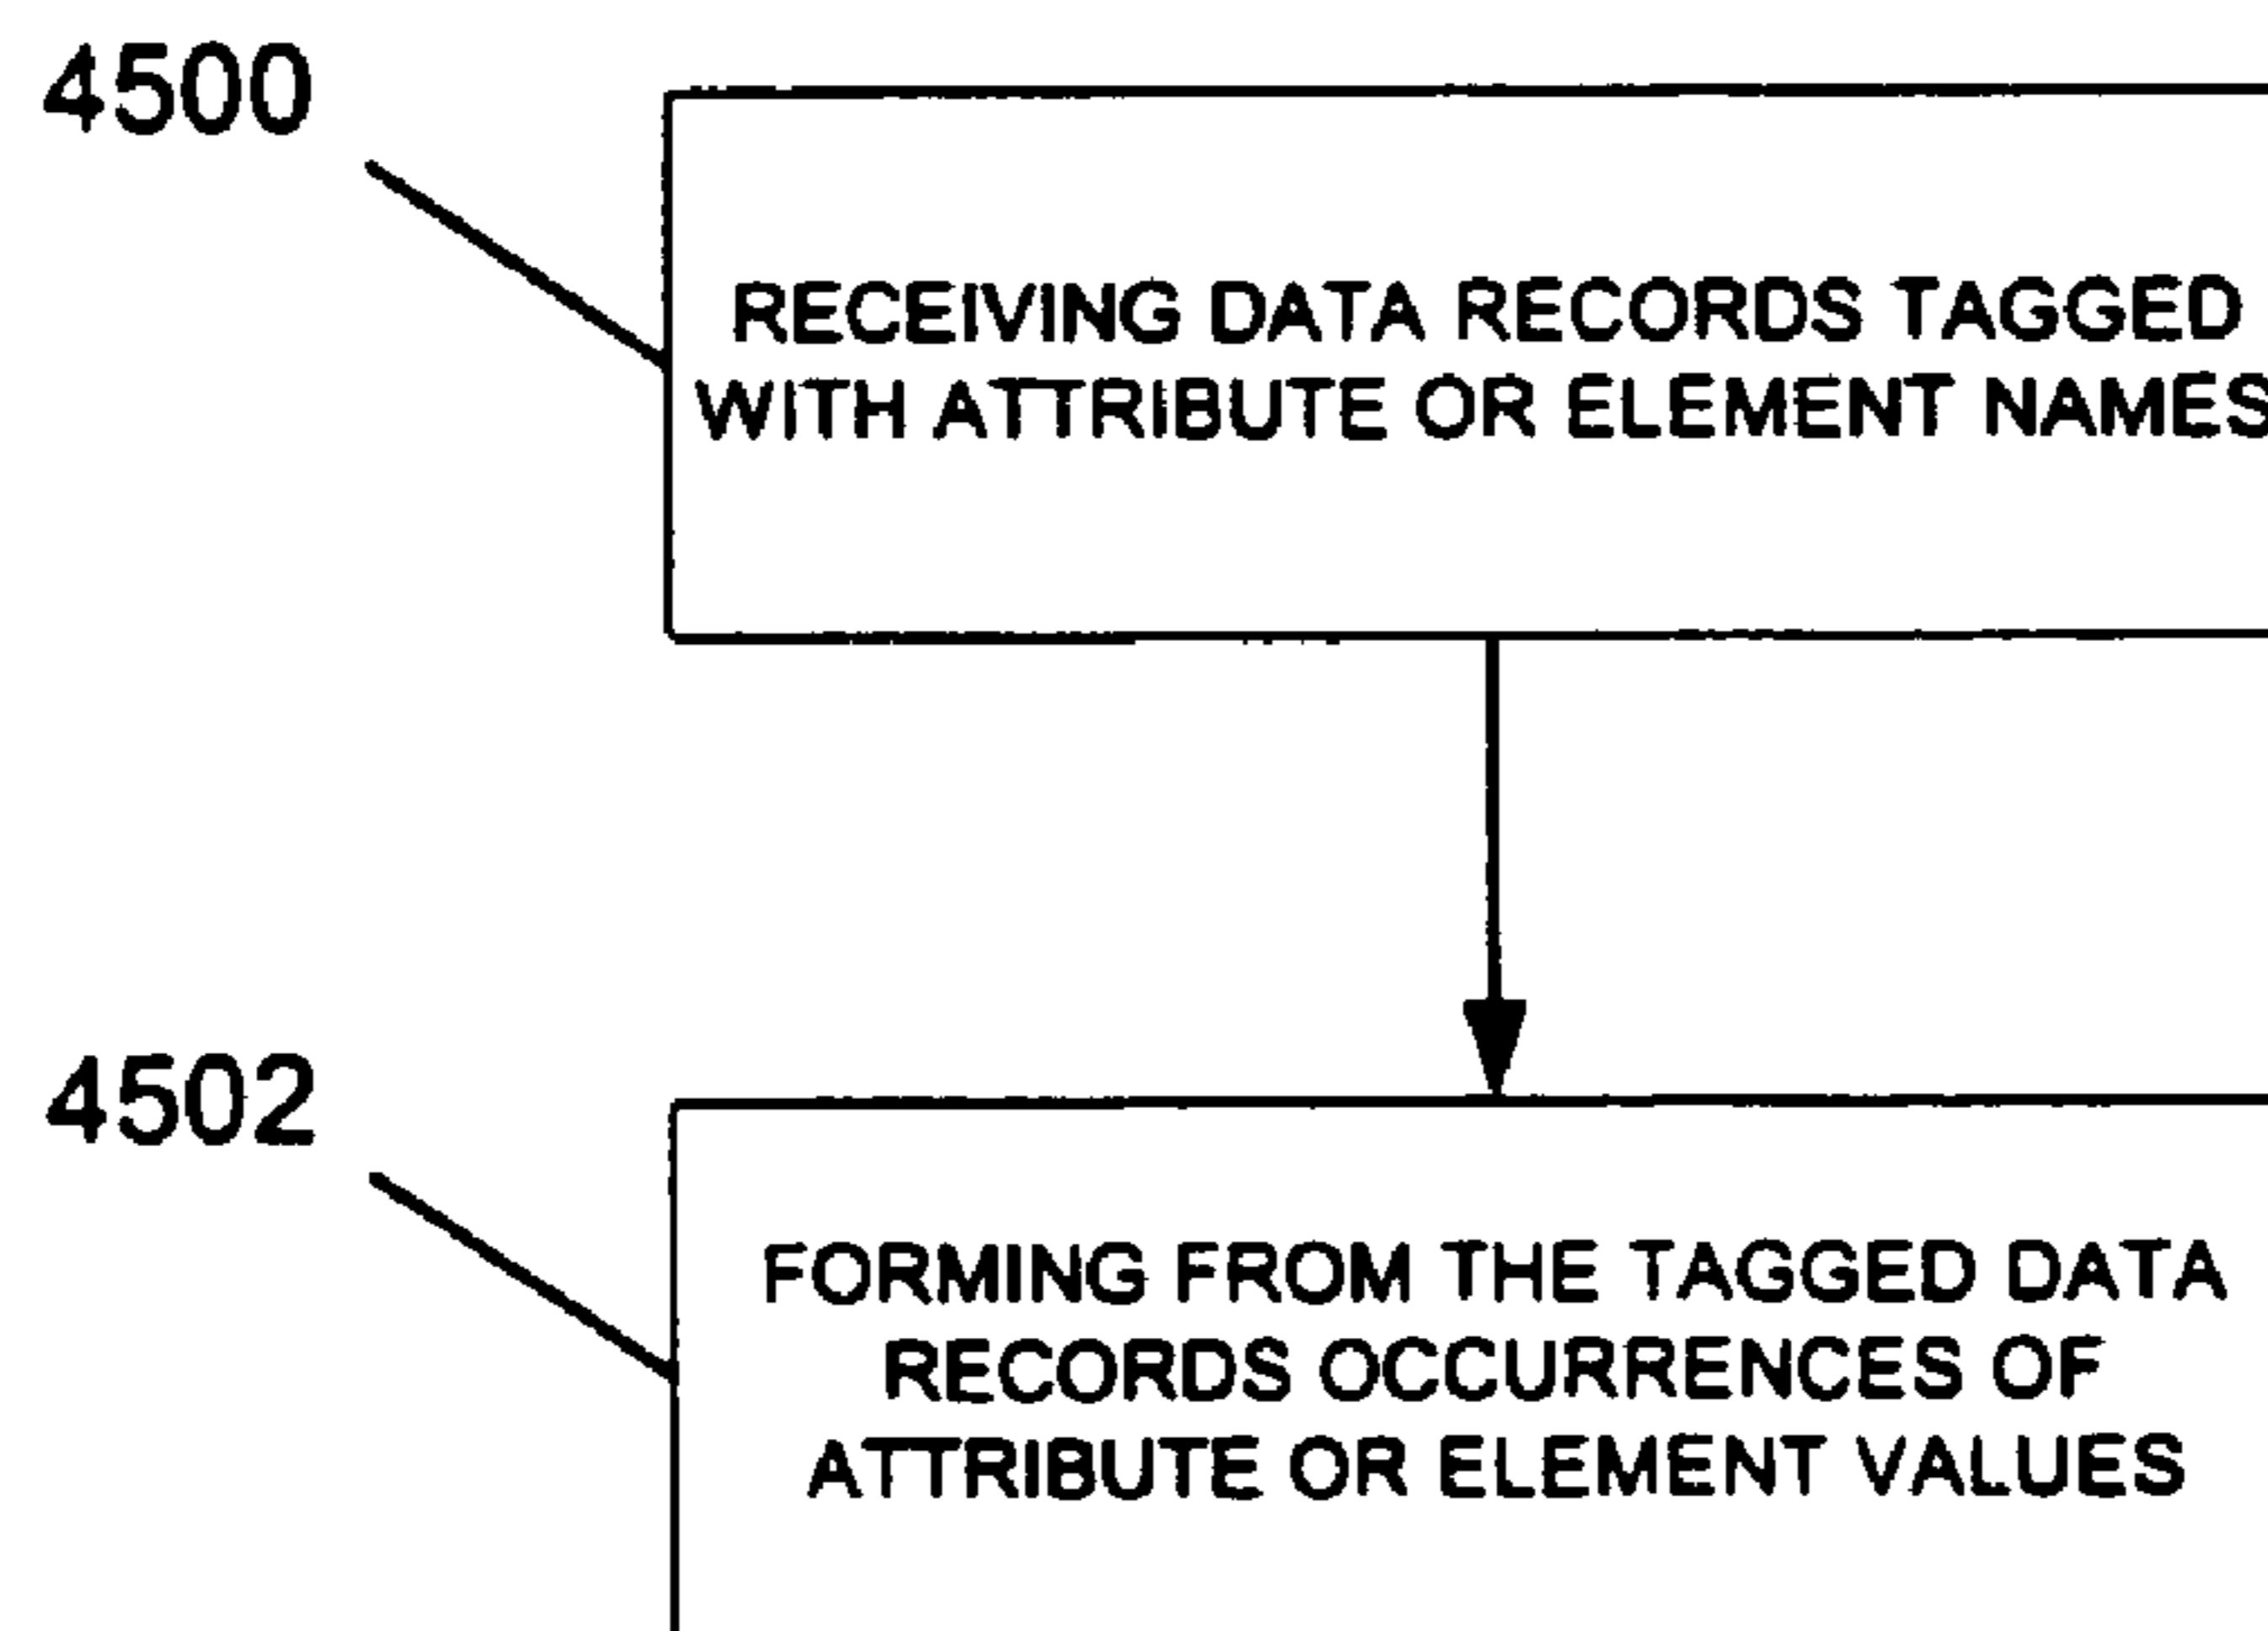 4500
RECEIVING DATA RECORDS TAGGED
WITH ATTRIBUTE OR ELEMENT NAMES
4502
FORMING FROM THE TAGGED DATA
RECORDS OCCURRENCES OF
ATTRIBUTE OR ELEMENT VALUES